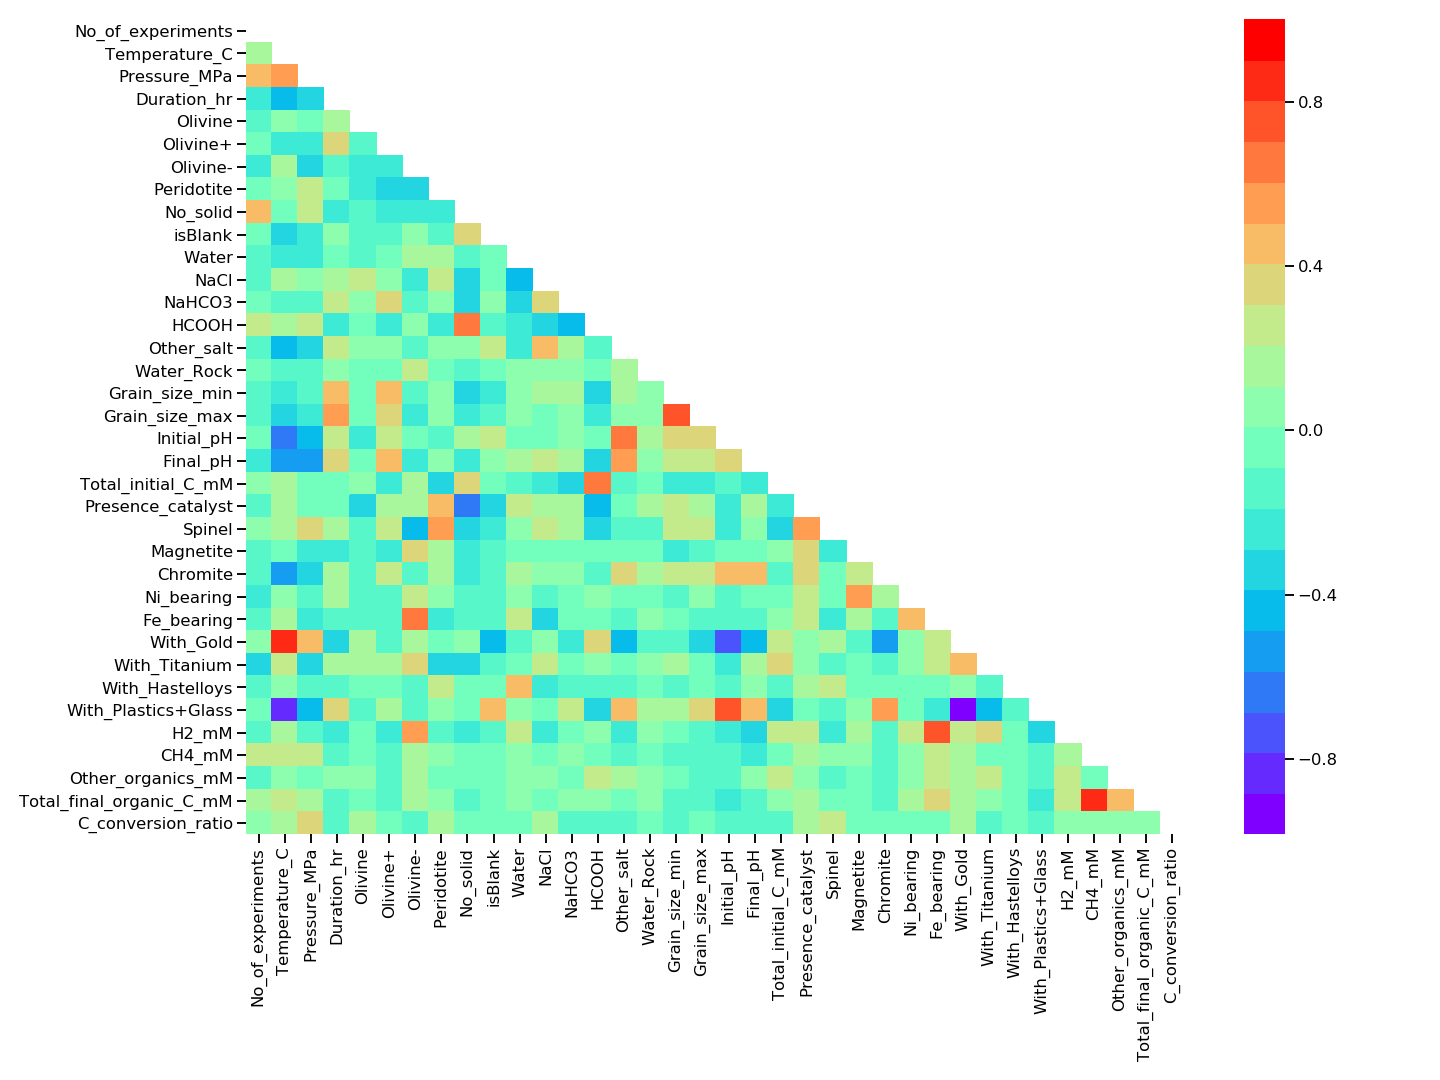 No_of_experiments
Temperature_C
Pressure_MPa
Duration_hr
Olivine
Olivine+
Olivine-
Peridotite
No_solid
isBlank
Water
NaCl
NaHCO3
HCOOH
Other_salt
Water_Rock
Grain_size_min
Grain_size_max
Initial_pH
Final_pH
Total_initial_C_mM
Presence_catalyst
Spinel
Magnetite
Chromite
Ni_bearing
Fe_bearing
With_Gold
With_Titanium
With_Hastelloys
With_Plastics+Glass
H2_mM
CH4_mM
Other_organics_mM
Total_final_organic_C_mM
C_conversion_ratio
No_of_experiments
Temperature_C
Pressure_MPa
Duration_hr
Olivine
Olivine+
Olivine-
Peridotite
No_solid
isBlank
Water
NaCl
NaHCO3
HCOOH
Other_salt
Water_Rock
Grain_size_min
Grain_size_max
Initial_pH
Final_pH
Total_initial_C_mM
Presence_catalyst
Spinel
Magnetite
Chromite
Ni_bearing
Fe_bearing
With_Gold
With_Titanium
With_Hastelloys
With_Plastics+Glass
H2_mM
CH4_mM
Other_organics_mM
Total_final_organic_C_mM
C_conversion_ratio
0.8
0.4
0.0
−0.4
−0.8